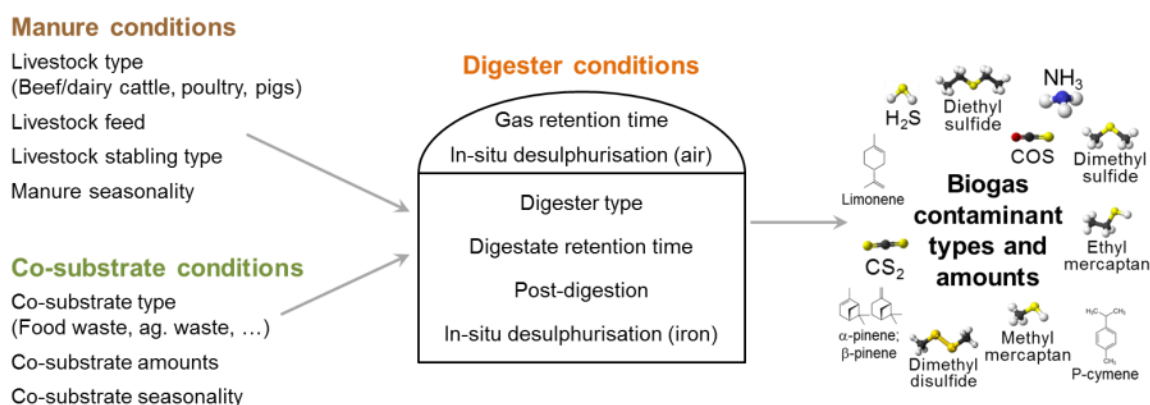 Manure conditions
Livestock type
(Beef/dairy cattle, poultry, pigs)
Livestock feed
Livestock stabling type
Manure seasonality
Co-substrate conditions
Co-substrate type
(Food waste, ag. waste, …)
Co-substrate amounts
Co-substrate seasonality
Digester conditions
Gas retention time
In-situ desulphurisation (air)
Digester type
Digestate retention time
Post-digestion
In-situ desulphurisation (iron)
H₂S
Diethyl
sulfide
NH₃
COS
Dimethyl
sulfide
Limonene
Biogas
contaminant
types and
amounts
Ethyl
mercaptan
CS₂
α-pinene;
β-pinene
Dimethyl
disulfide
Methyl
mercaptan
H₃C
CH₃
CH₃
P-cymene